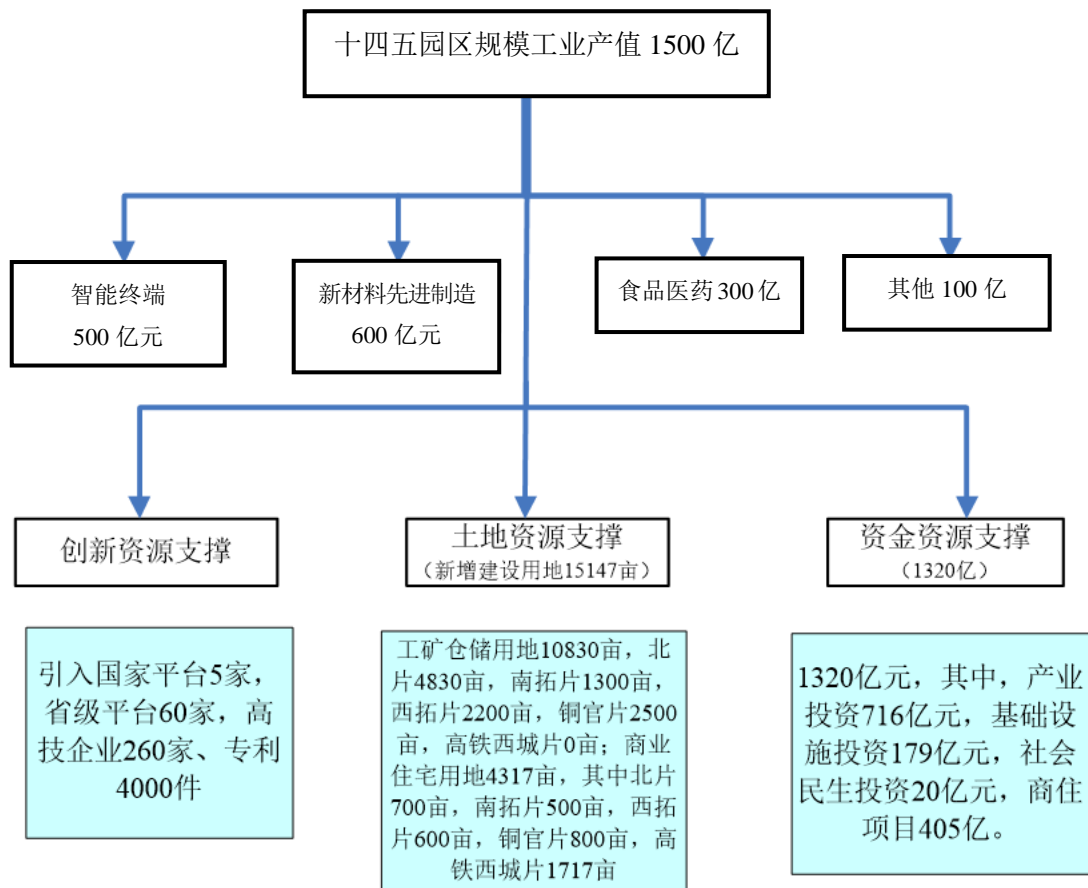 十四五园区规模工业产值 1500 亿
智能终端
500 亿元
新材料先进制造
600 亿元
食品医药 300 亿
其他 100 亿
创新资源支撑
土地资源支撑
（新增建设用地15147亩）
资金资源支撑
（1320亿）
引入国家平台5家，
省级平台60家，高
技企业260家、专利
4000件
工矿仓储用地10830亩，北
片4830亩，南拓片1300亩，
西拓片2200亩，铜官片2500
亩，高铁西城片0亩；商业
住宅用地4317亩，其中北片
700亩，南拓片500亩，西拓
片600亩，铜官片800亩，高
铁西城片1717亩
1320亿元，其中，产业
投资716亿元，基础设
施投资179亿元，社会
民生投资20亿元，商住
项目405亿。